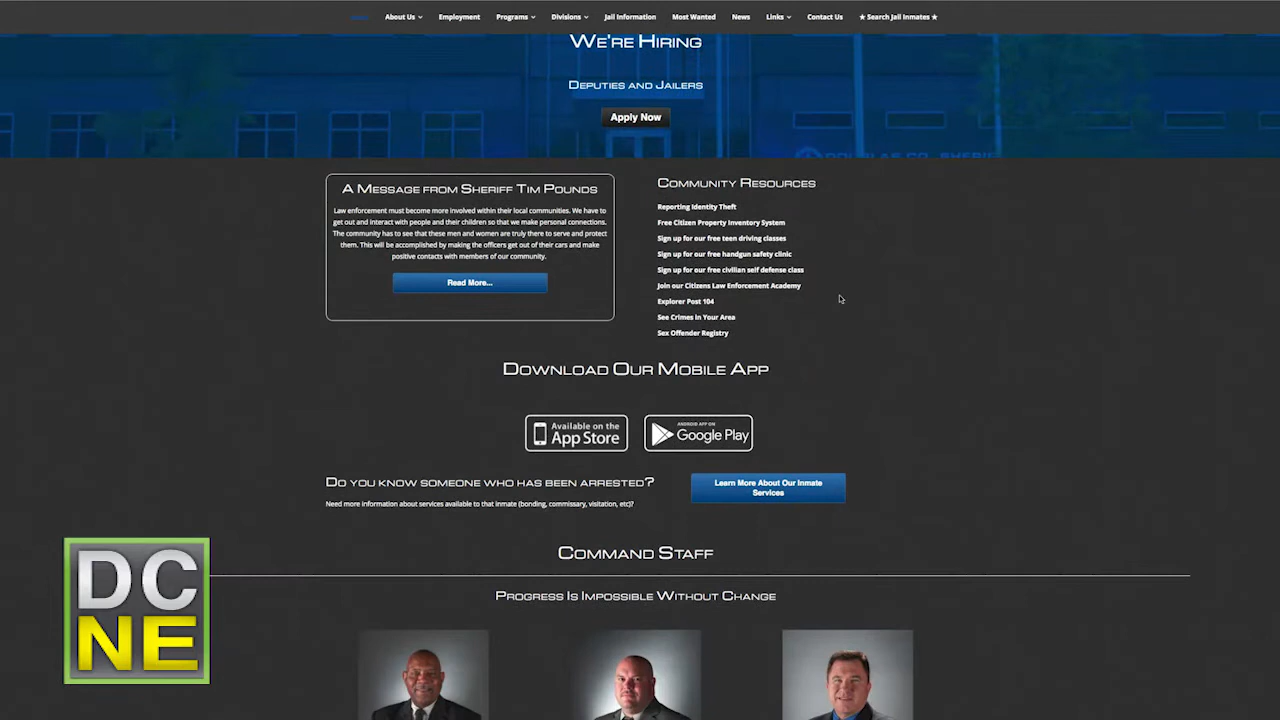 About Us
Employment
Programs
Divisions
Jail Information
Most Wanted
News
Links
Contact Us
★ Search Jail Inmates ★
We're Hiring
Deputies and Jailers
Apply Now
A Message from Sheriff Tim Pounds
Law enforcement must become more involved within their local communities. We have to
get out and interact with people and their children so that we make personal connections.
The community has to see that these men and women are truly there to serve and protect
them. This will be accomplished by making the officers get out of their cars and make
positive contacts with members of our community.
Read More...
Community Resources
Reporting Identity Theft
Free Citizen Property Inventory System
Sign up for our free teen driving classes
Sign up for our free handgun safety clinic
Sign up for our free civilian self defense class
Join our Citizens Law Enforcement Academy
Explorer Post 104
See Crimes In Your Area
Sex Offender Registry
Download Our Mobile App
Available on the
App Store
ANDROID APP ON
Google Play
Do you know someone who has been arrested?
Need more information about services available to that inmate (bonding, commissary, visitation, etc)?
Learn More About Our Inmate
Services
Command Staff
Progress Is Impossible Without Change
DC
NE